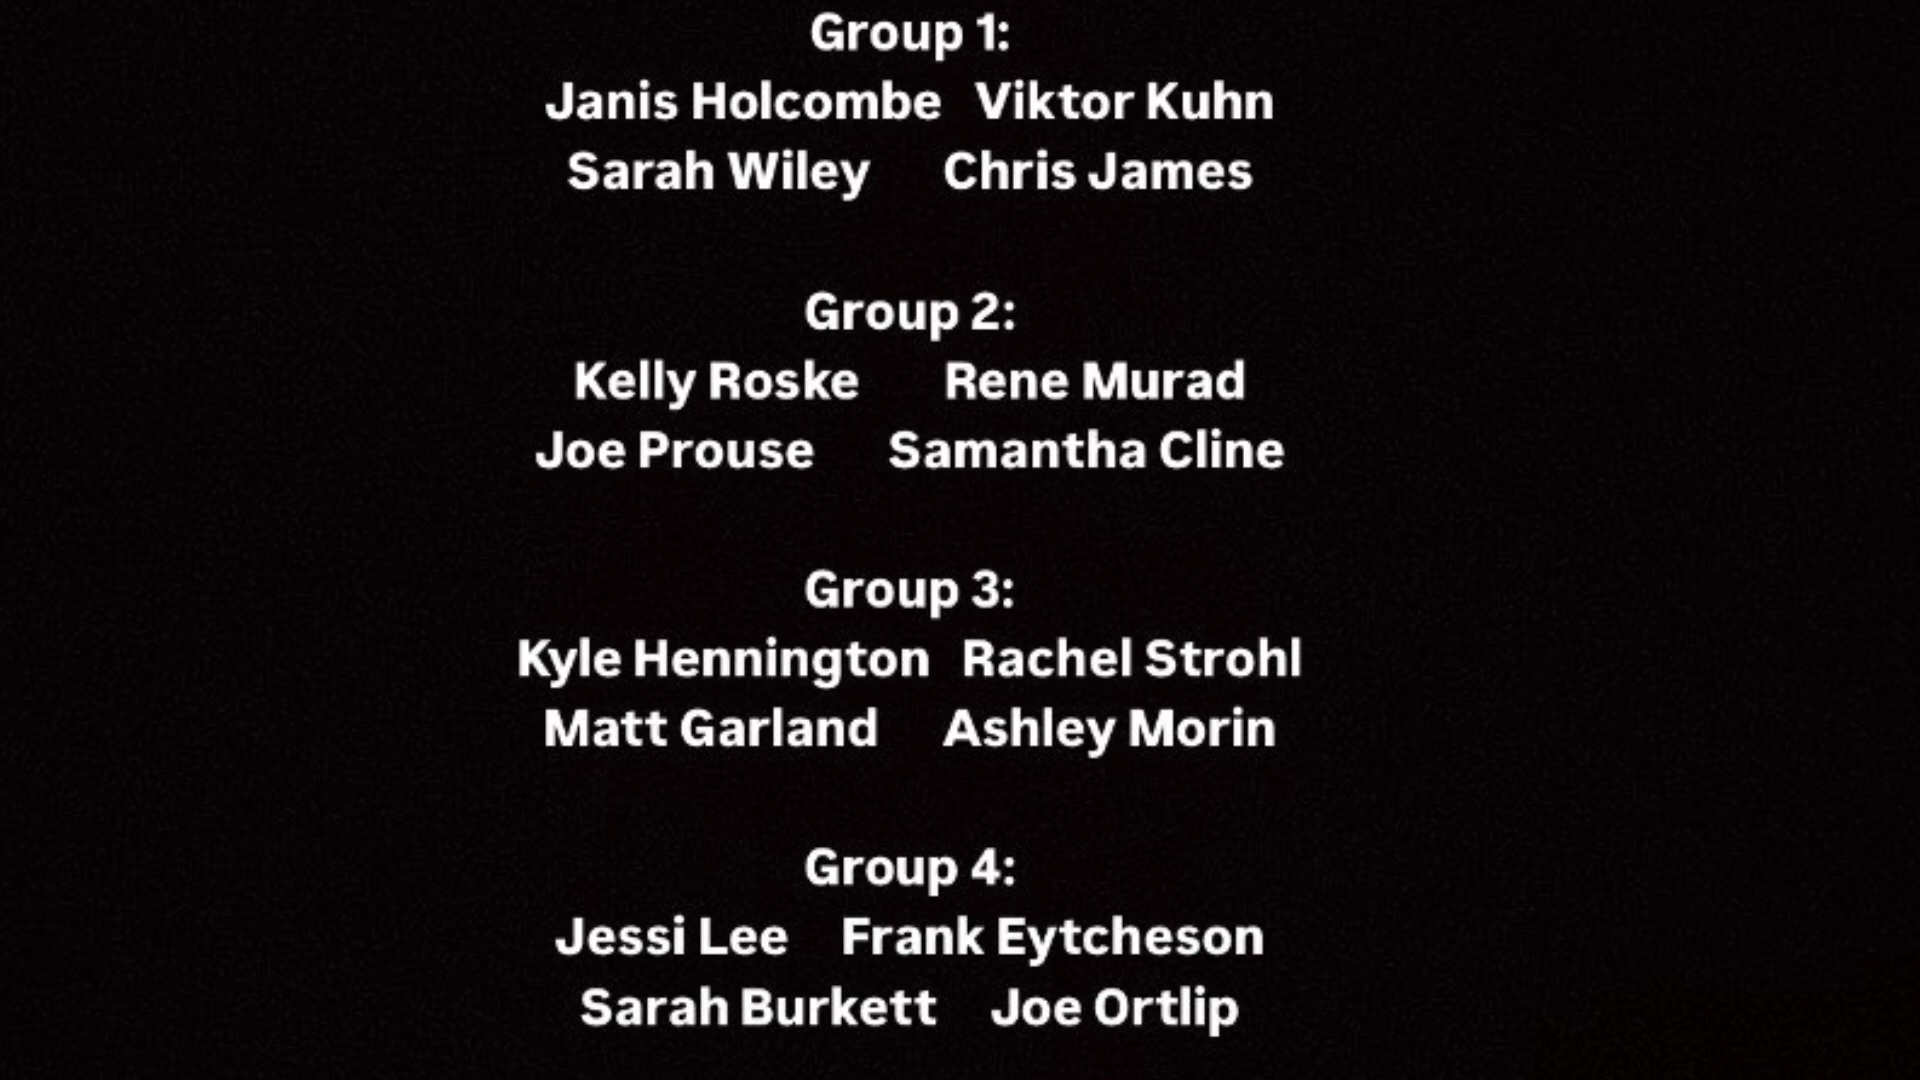 Group 1:
Janis Holcombe Viktor Kuhn
Sarah Wiley Chris James
Group 2:
Kelly Roske Rene Murad
Joe Prouse Samantha Cline
Group 3:
Kyle Hennington Rachel Strohl
Matt Garland Ashley Morin
Group 4:
Jessi Lee Frank Eytcheson
Sarah Burkett Joe Ortlip